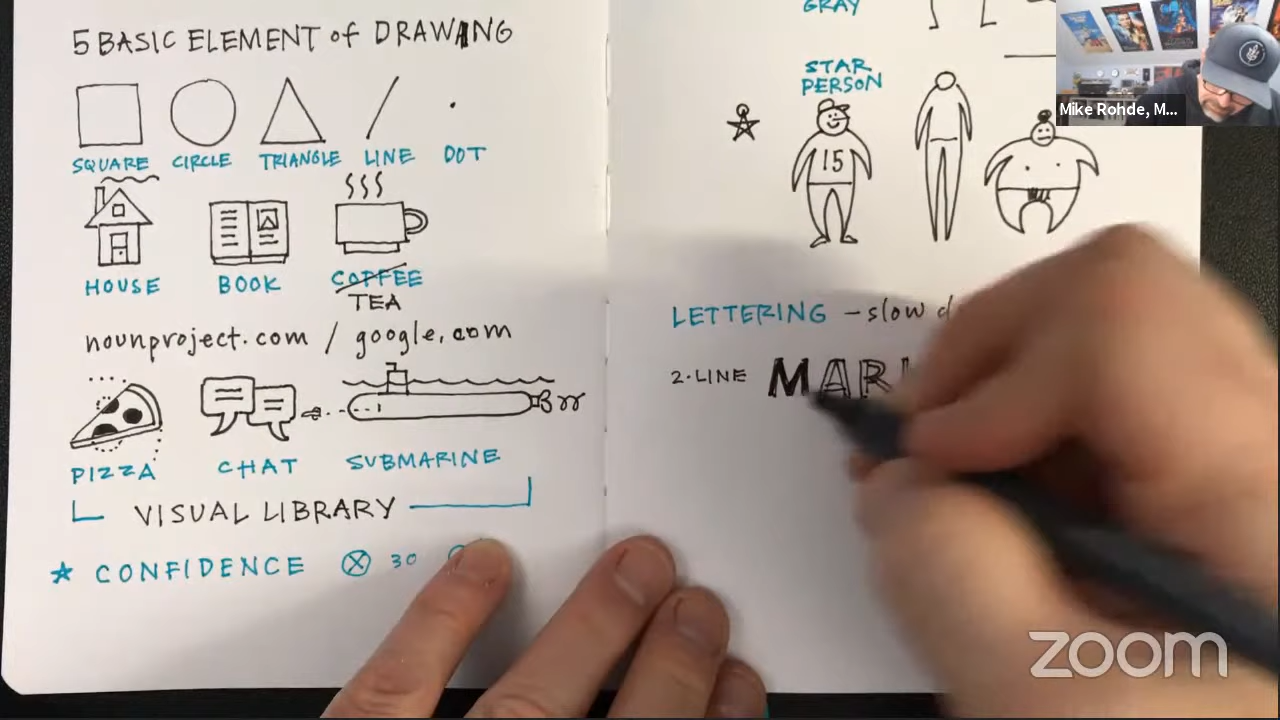 5 BASIC ELEMENT of DRAWING
SQUARE CIRCLE TRIANGLE LINE DOT
HOUSE BOOK COFFEE
TEA
nounproject.com / google.com
PIZZA CHAT SUBMARINE
VISUAL LIBRARY
CONFIDENCE 30
GRAY
STAR
PERSON
15
LETTERING - slow
2·LINE MAR
Mike Rohde, M...
zoom